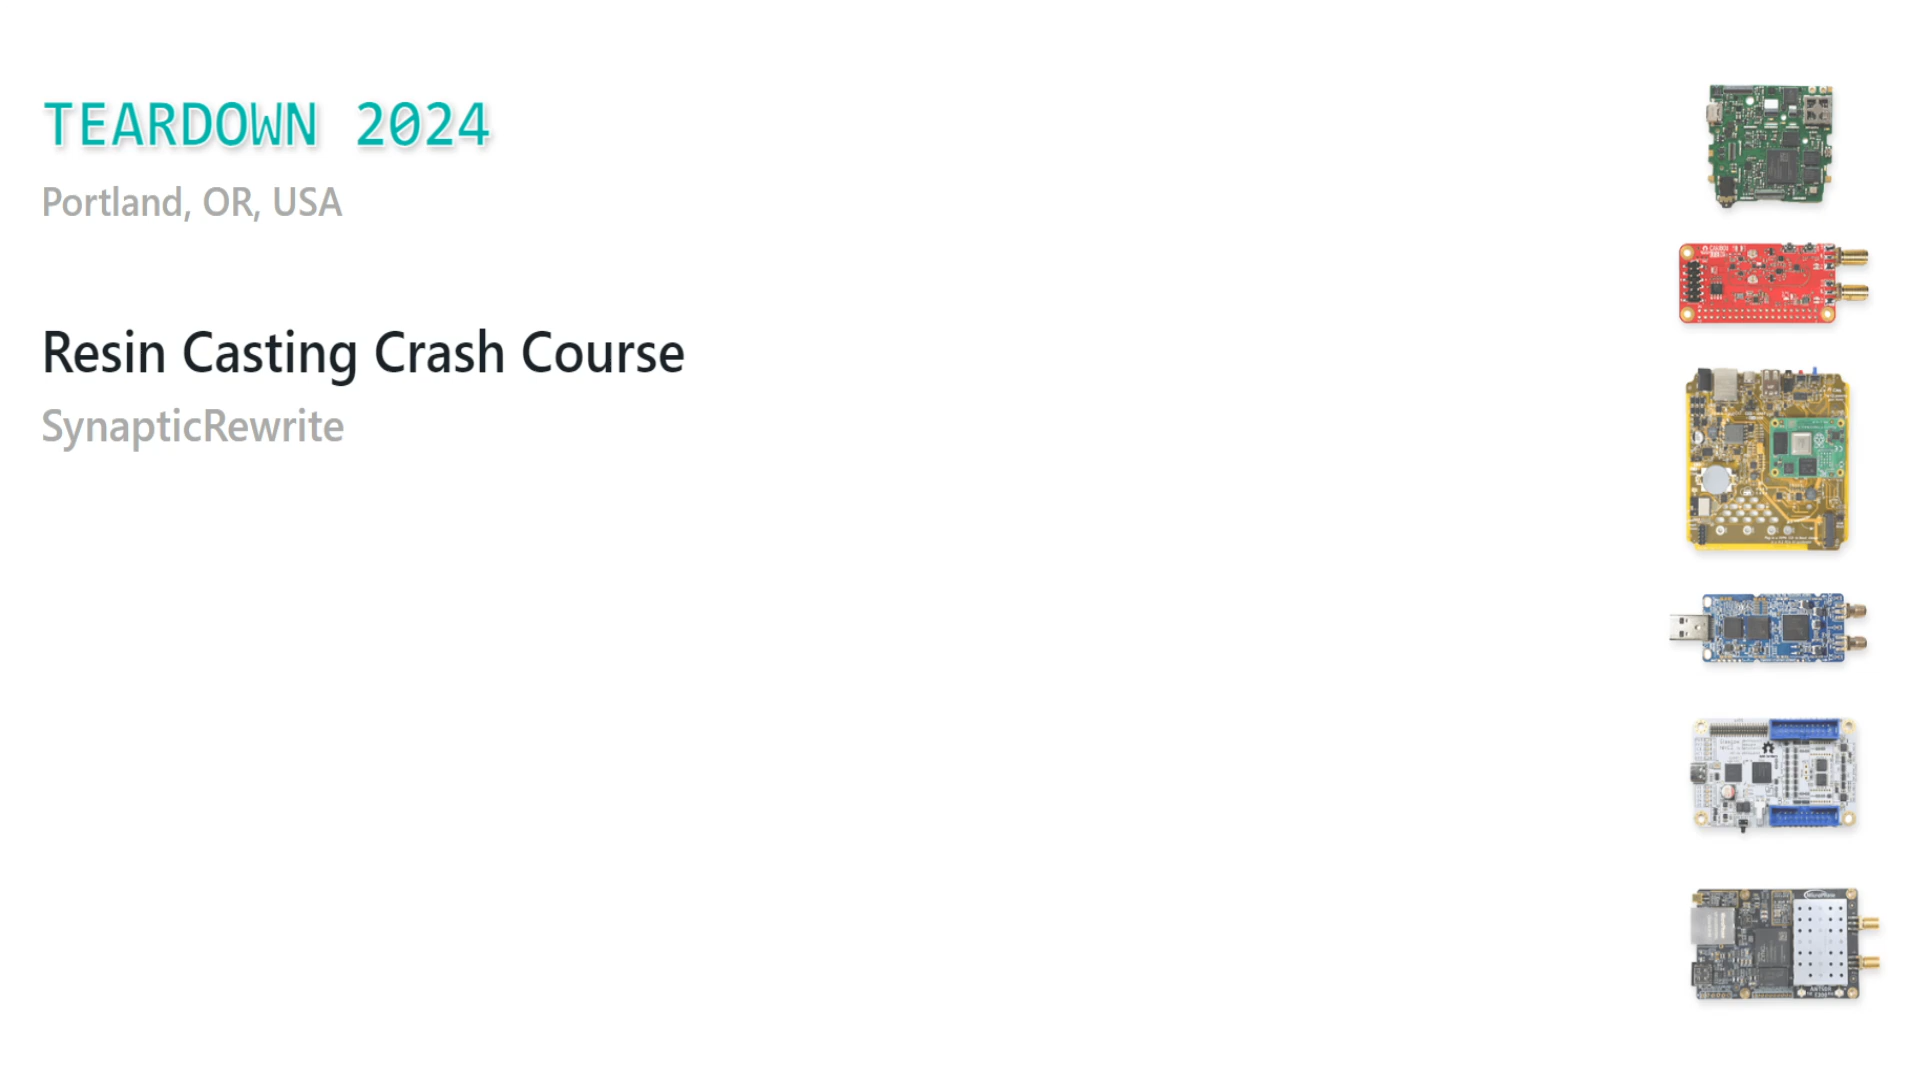 TEARDOWN 2024
Portland, OR, USA
Resin Casting Crash Course
SynapticRewrite